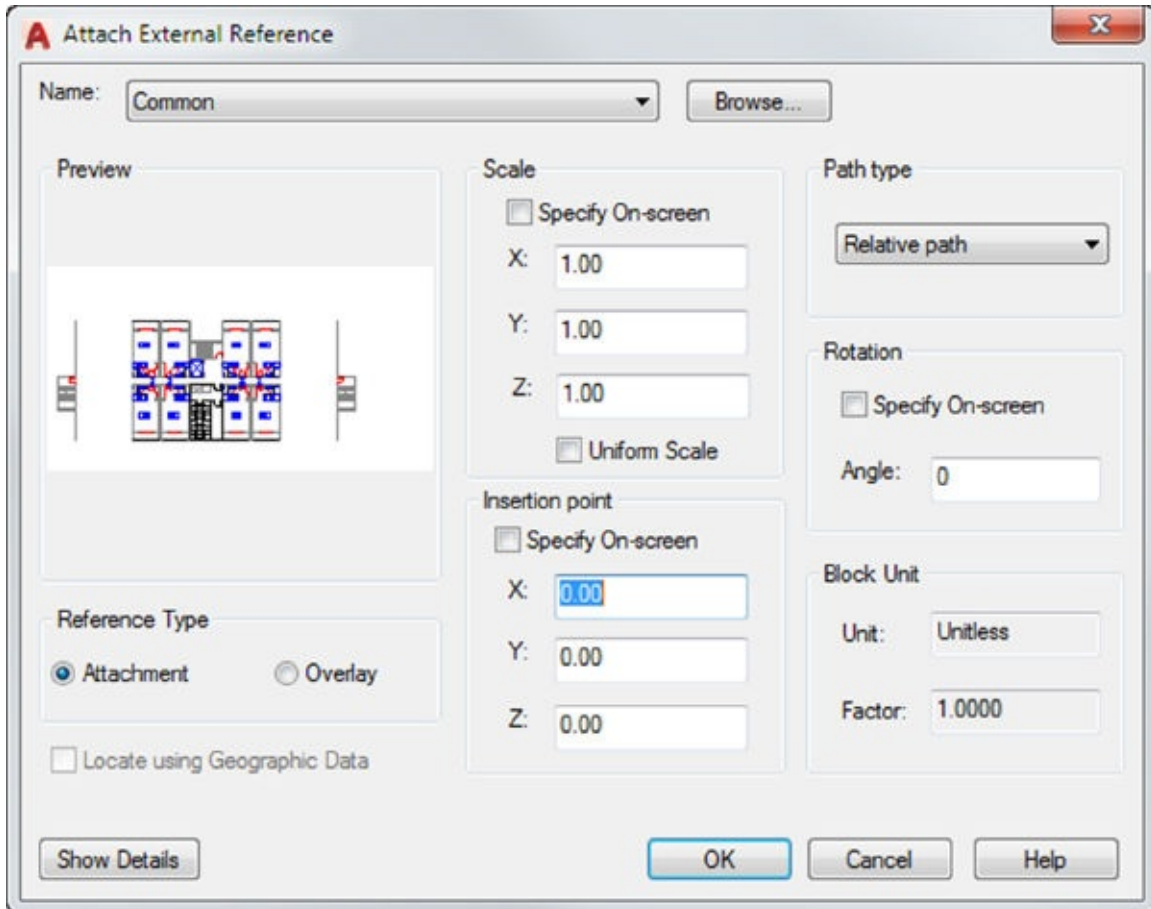 Attach External Reference
Name: Common Browse...
Preview
Scale
Specify On-screen
X: 1.00
Y: 1.00
Z: 1.00
Uniform Scale
Path type
Relative path
Rotation
Specify On-screen
Angle: 0
Insertion point
Specify On-screen
X: 0.00
Y: 0.00
Z: 0.00
Block Unit
Unit: Unitless
Factor: 1.0000
Reference Type
Attachment Overlay
Locate using Geographic Data
Show Details OK Cancel Help